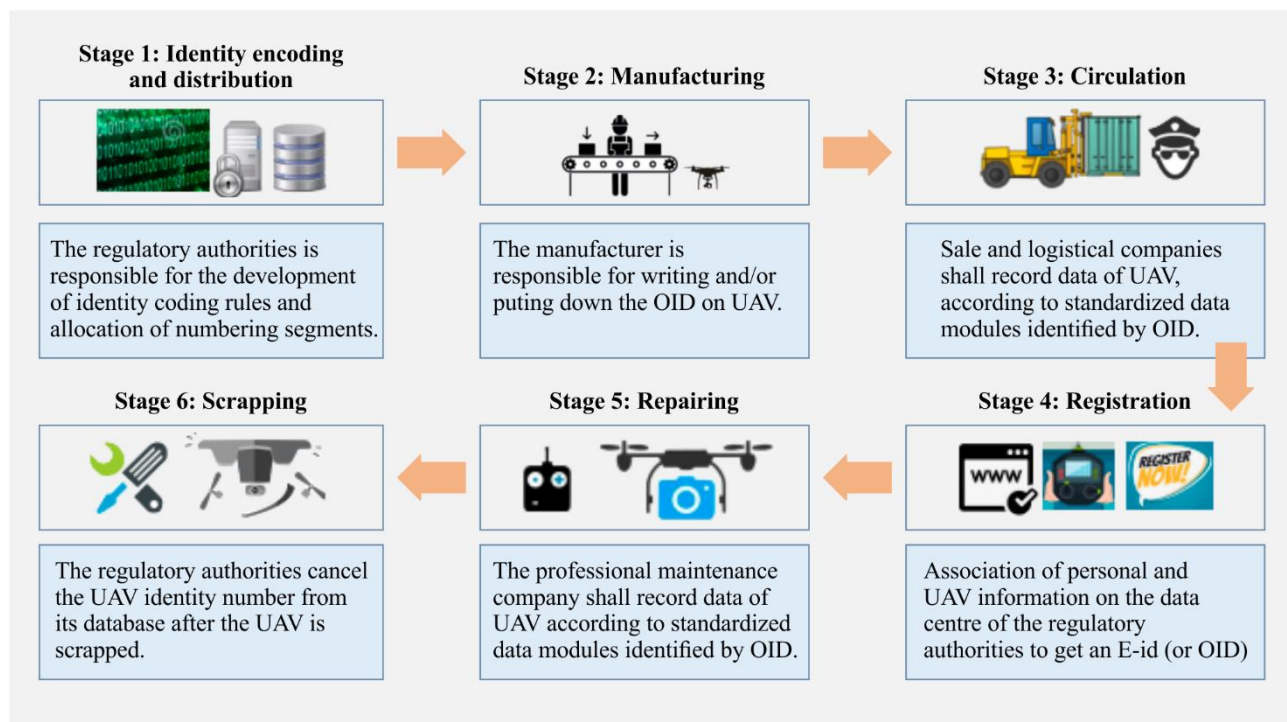 Stage 1: Identity encoding
and distribution
Stage 2: Manufacturing
Stage 3: Circulation
The regulatory authorities is
responsible for the development
of identity coding rules and
allocation of numbering segments.
The manufacturer is
responsible for writing and/or
puting down the OID on UAV.
Sale and logistical companies
shall record data of UAV,
according to standardized data
modules identified by OID.
Stage 6: Scrapping
Stage 5: Repairing
Stage 4: Registration
WWW
REGISTER
NOW!
The regulatory authorities cancel
the UAV identity number from
its database after the UAV is
scrapped.
The professional maintenance
company shall record data of
UAV according to standardized
data modules identified by OID.
Association of personal and
UAV information on the data
centre of the regulatory
authorities to get an E-id (or OID)